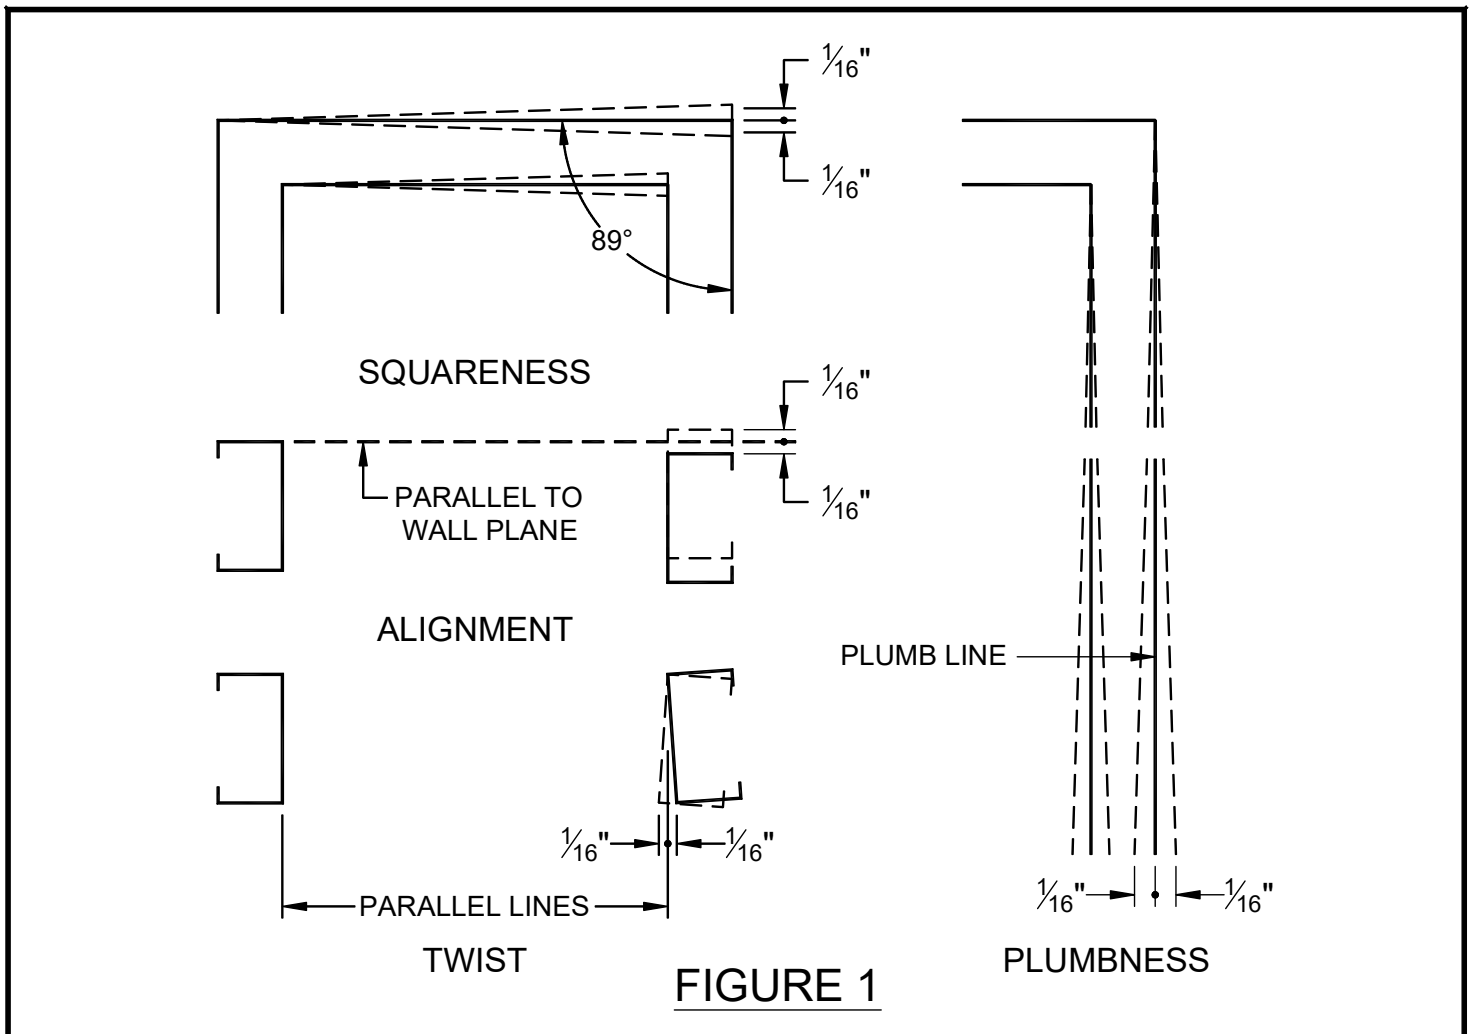 1/16"
1/16"
89°
SQUARENESS
1/16"
PARALLEL TO
WALL PLANE
1/16"
ALIGNMENT
PLUMB LINE
1/16" 1/16"
PARALLEL LINES
TWIST
1/16" 1/16"
PLUMBNESS
FIGURE 1